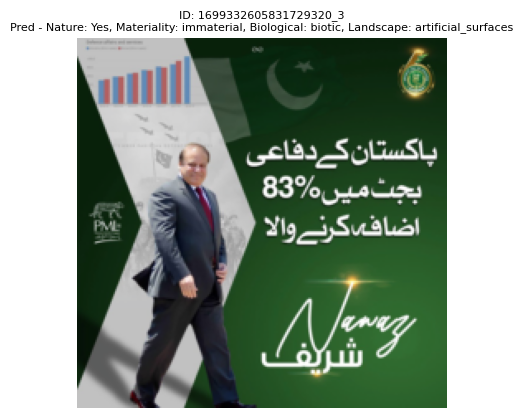 ID: 1699332605831729320_3
Pred - Nature: Yes, Materiality: immaterial, Biological: biotic, Landscape: artificial_surfaces
پاکستان کے دفاعی
بجٹ میں 83%
اضافہ کرنے والا
Nawaz
شریف
PML